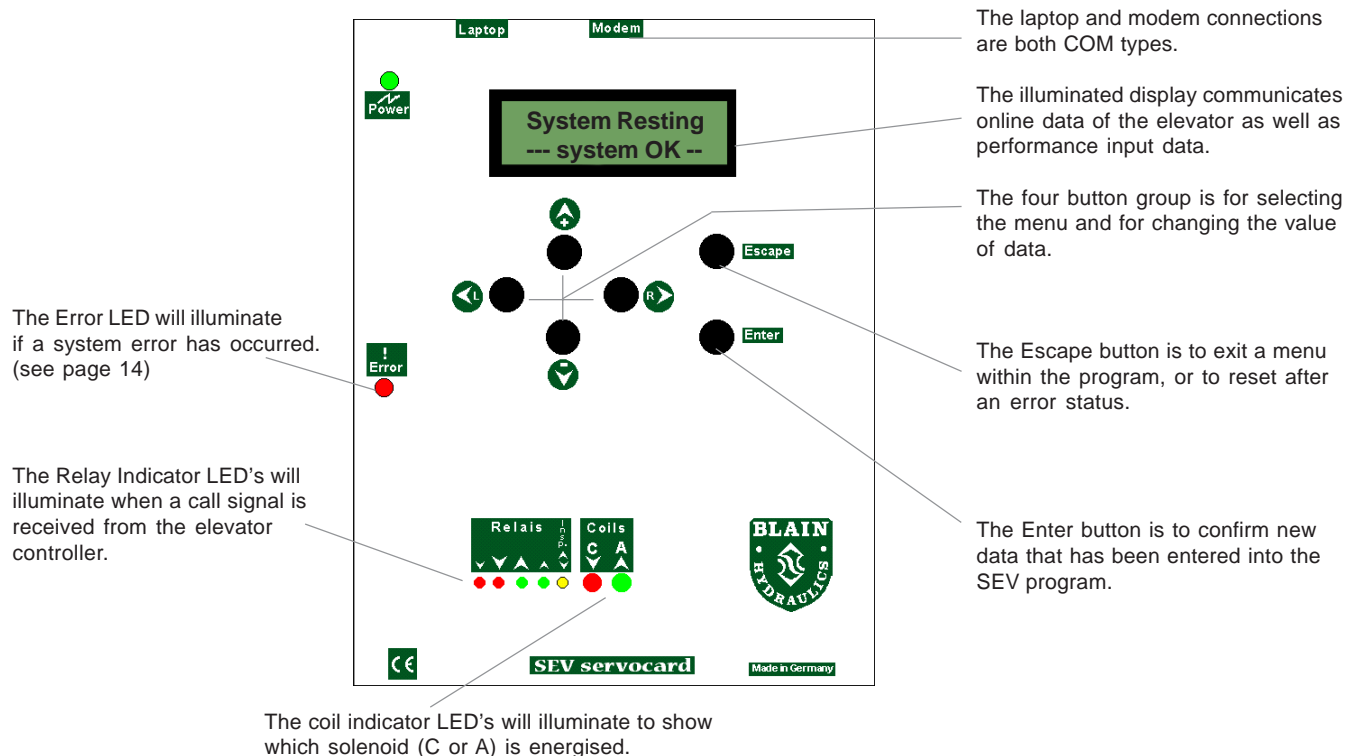 Laptop
Modem
The laptop and modem connections
are both COM types.
Power
System Resting
--- system OK --
The illuminated display communicates
online data of the elevator as well as
performance input data.
+
The four button group is for selecting
the menu and for changing the value
of data.
Escape
L
R
The Error LED will illuminate
if a system error has occurred.
(see page 14)
!
Error
Enter
-
The Escape button is to exit a menu
within the program, or to reset after
an error status.
The Relay Indicator LED's will
illuminate when a call signal is
received from the elevator
controller.
Relais
Insp.
Coils
C A
BLAIN
HYDRAULICS
The Enter button is to confirm new
data that has been entered into the
SEV program.
CE
SEV servocard
Made in Germany
The coil indicator LED's will illuminate to show
which solenoid (C or A) is energised.